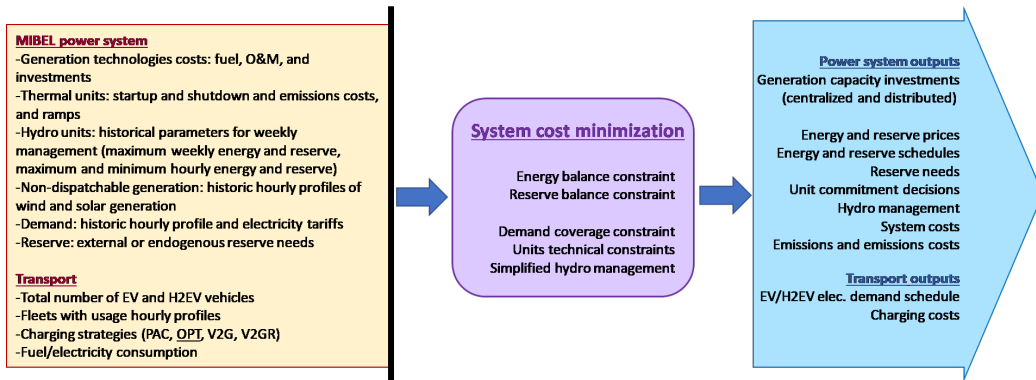 MIBEL power system
-Generation technologies costs: fuel, O&M, and
investments
-Thermal units: startup and shutdown and emissions costs,
and ramps
-Hydro units: historical parameters for weekly
management (maximum weekly energy and reserve,
maximum and minimum hourly energy and reserve)
-Non-dispatchable generation: historic hourly profiles of
wind and solar generation
-Demand: historic hourly profile and electricity tariffs
-Reserve: external or endogenous reserve needs
Transport
-Total number of EV and H2EV vehicles
-Fleets with usage hourly profiles
-Charging strategies (PAC, OPT, V2G, V2GR)
-Fuel/electricity consumption
System cost minimization
Energy balance constraint
Reserve balance constraint
Demand coverage constraint
Units technical constraints
Simplified hydro management
Power system outputs
Generation capacity investments
(centralized and distributed)
Energy and reserve prices
Energy and reserve schedules
Reserve needs
Unit commitment decisions
Hydro management
System costs
Emissions and emissions costs
Transport outputs
EV/H2EV elec. demand schedule
Charging costs